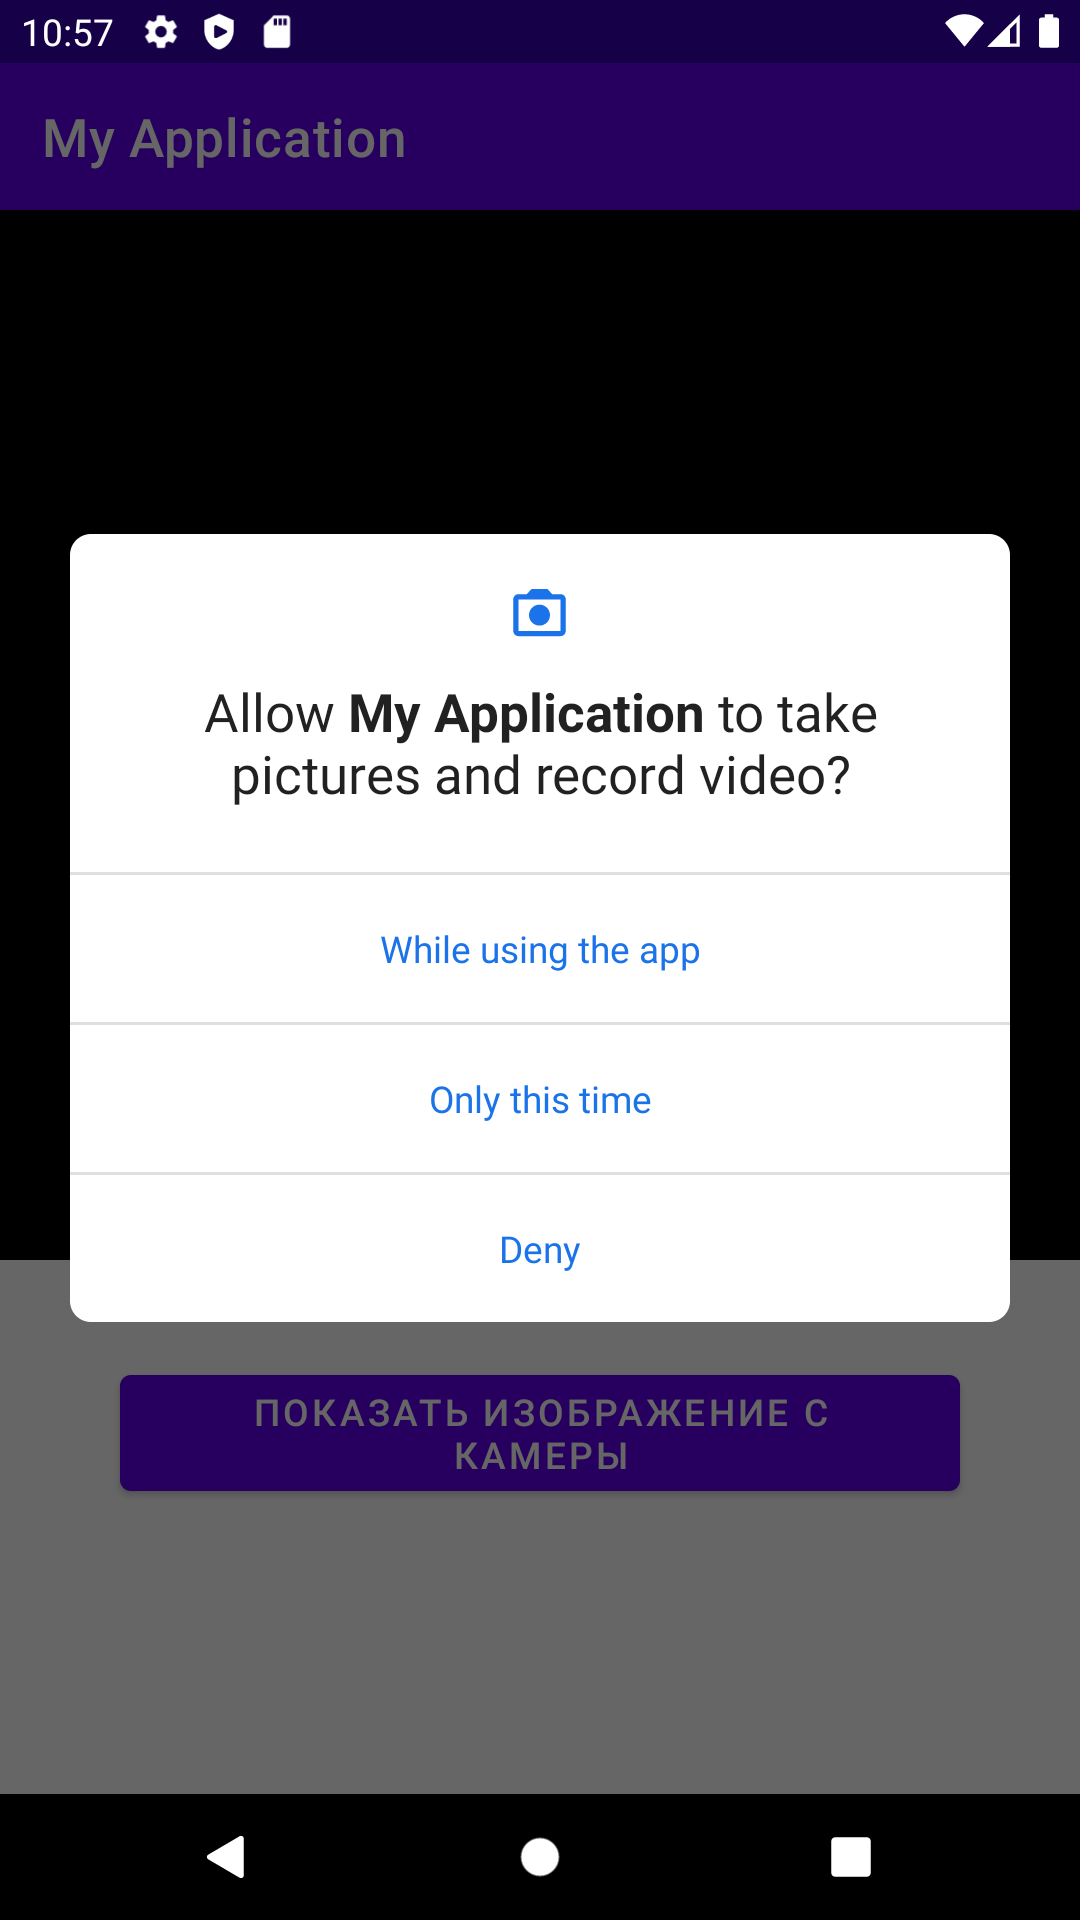 10:57
My Application
Allow My Application to take
pictures and record video?
While using the app
Only this time
Deny
ПОКАЗАТЬ ИЗОБРАЖЕНИЕ С
КАМЕРЫ